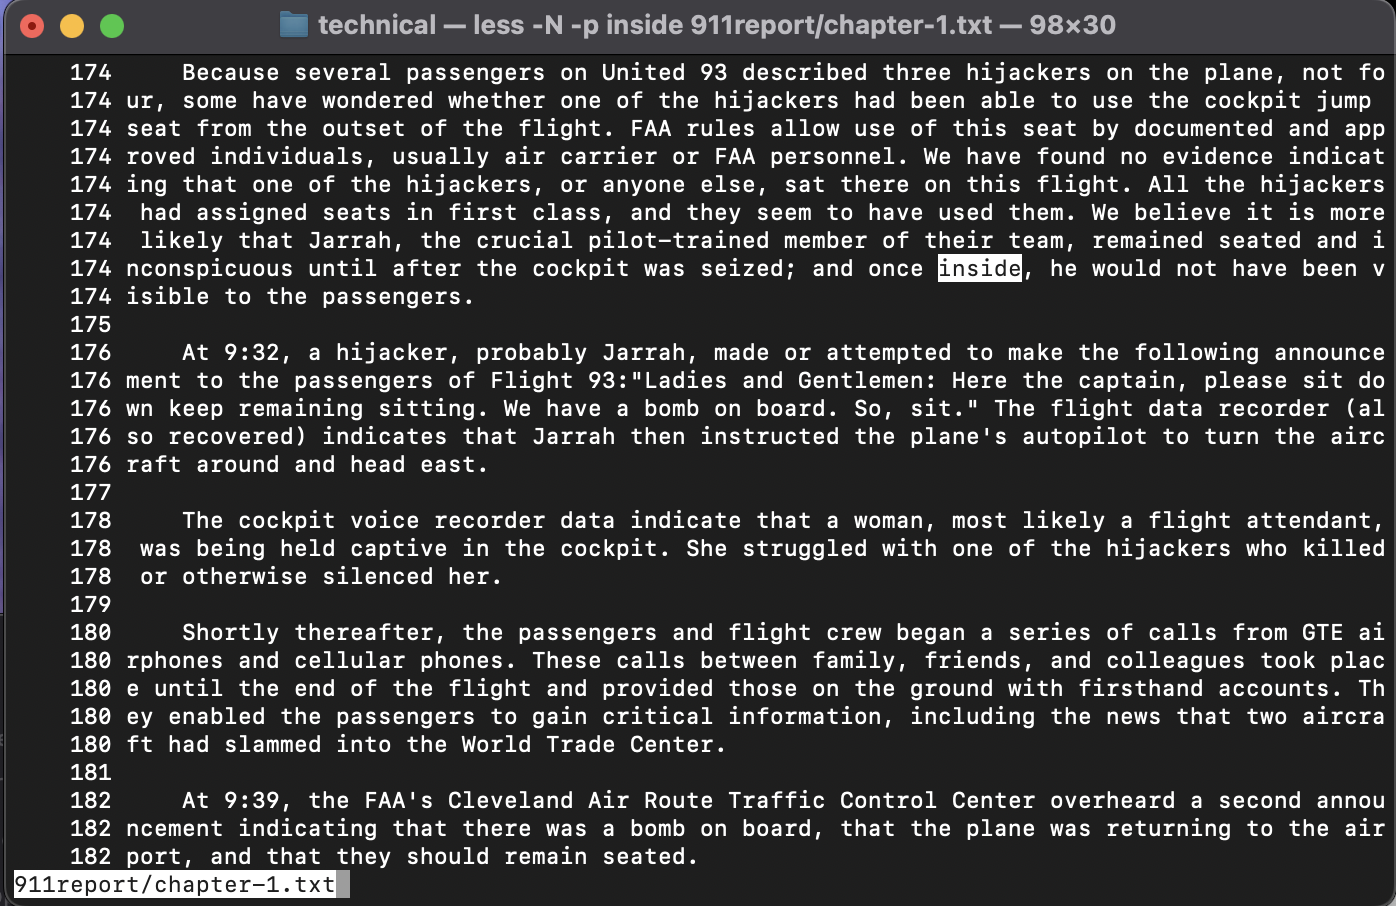 technical — less -N -p inside 911report/chapter-1.txt — 98×30
174     Because several passengers on United 93 described three hijackers on the plane, not fo
174 ur, some have wondered whether one of the hijackers had been able to use the cockpit jump
174 seat from the outset of the flight. FAA rules allow use of this seat by documented and app
174 roved individuals, usually air carrier or FAA personnel. We have found no evidence indicat
174 ing that one of the hijackers, or anyone else, sat there on this flight. All the hijackers
174  had assigned seats in first class, and they seem to have used them. We believe it is more
174  likely that Jarrah, the crucial pilot-trained member of their team, remained seated and i
174 nconspicuous until after the cockpit was seized; and once inside, he would not have been v
174 isible to the passengers.
175
176     At 9:32, a hijacker, probably Jarrah, made or attempted to make the following announce
176 ment to the passengers of Flight 93:"Ladies and Gentlemen: Here the captain, please sit do
176 wn keep remaining sitting. We have a bomb on board. So, sit." The flight data recorder (al
176 so recovered) indicates that Jarrah then instructed the plane's autopilot to turn the airc
176 raft around and head east.
177
178     The cockpit voice recorder data indicate that a woman, most likely a flight attendant,
178  was being held captive in the cockpit. She struggled with one of the hijackers who killed
178  or otherwise silenced her.
179
180     Shortly thereafter, the passengers and flight crew began a series of calls from GTE ai
180 rphones and cellular phones. These calls between family, friends, and colleagues took plac
180 e until the end of the flight and provided those on the ground with firsthand accounts. Th
180 ey enabled the passengers to gain critical information, including the news that two aircra
180 ft had slammed into the World Trade Center.
181
182     At 9:39, the FAA's Cleveland Air Route Traffic Control Center overheard a second annou
182 ncement indicating that there was a bomb on board, that the plane was returning to the air
182 port, and that they should remain seated.
911report/chapter-1.txt